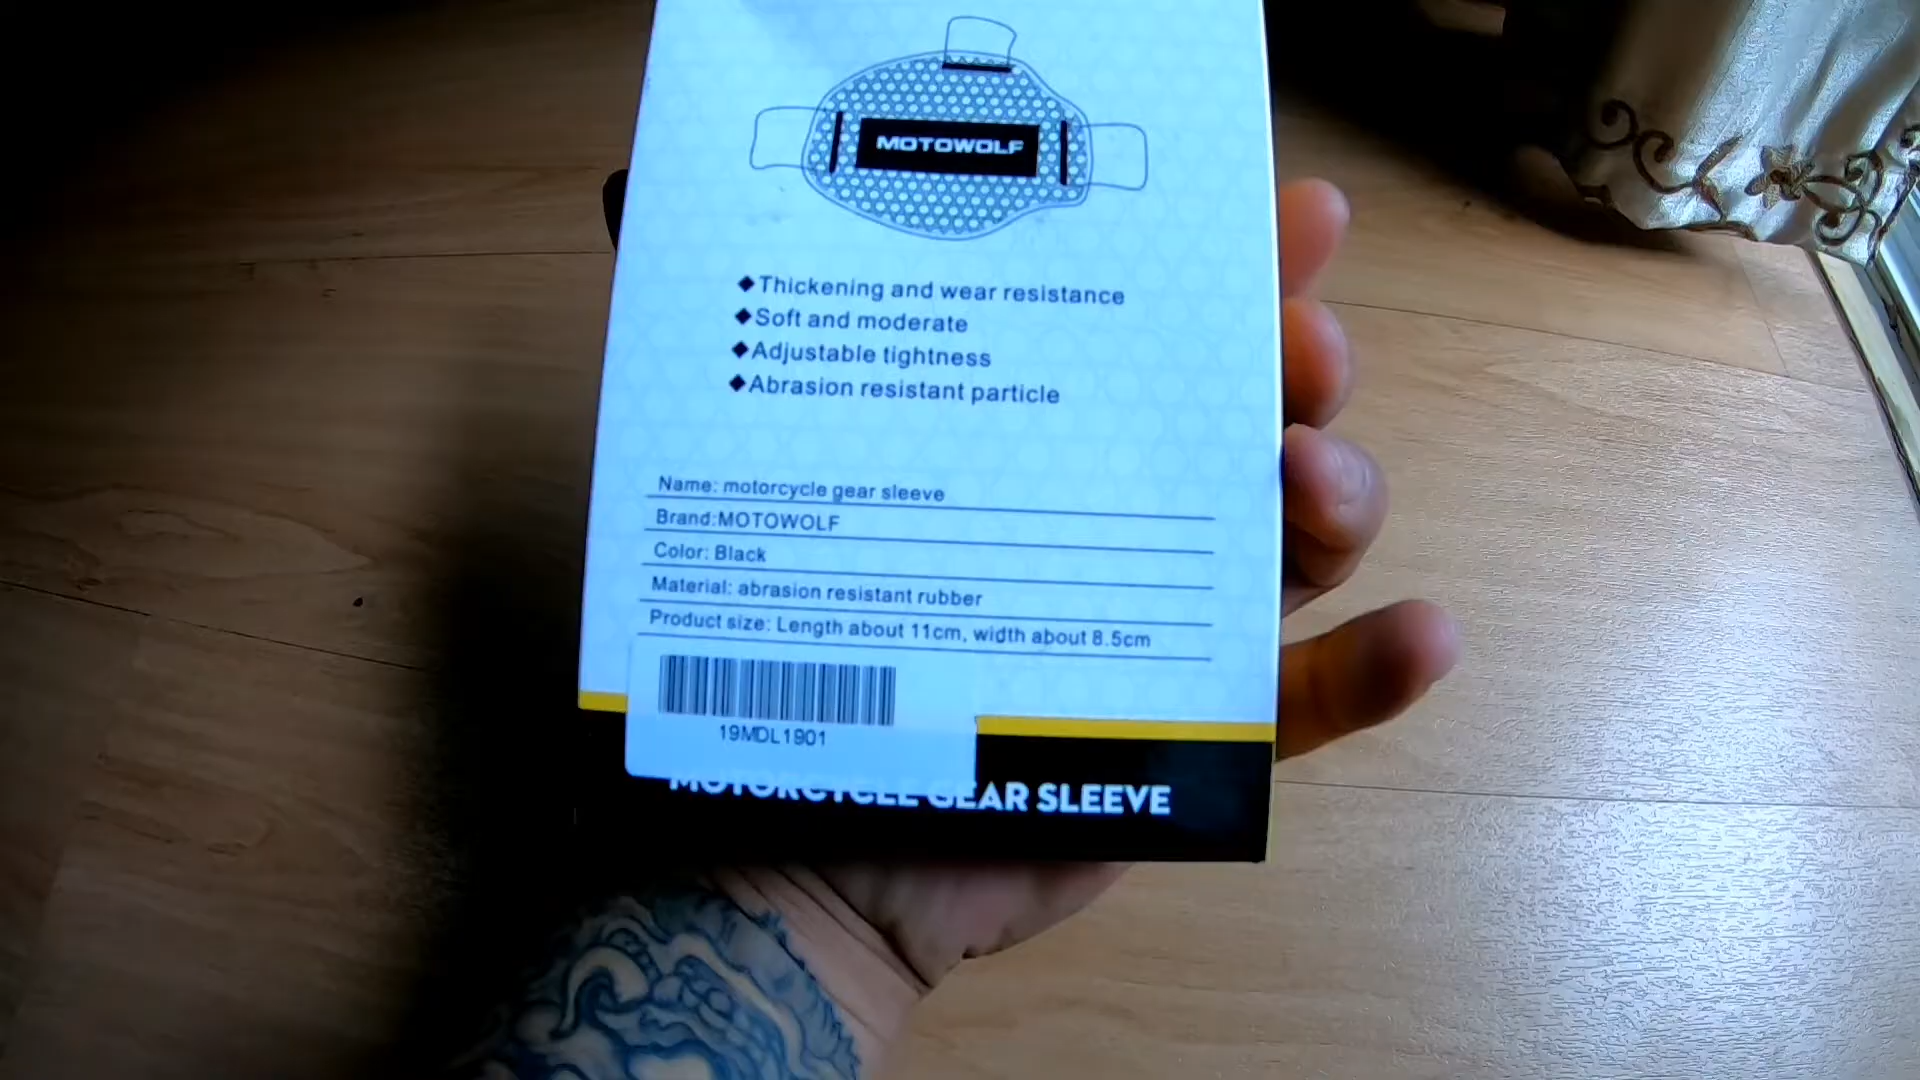 MOTOWOLF
◆Thickening and wear resistance
◆Soft and moderate
◆Adjustable tightness
◆Abrasion resistant particle
Name: motorcycle gear sleeve
Brand:MOTOWOLF
Color: Black
Material: abrasion resistant rubber
Product size: Length about 11cm, width about 8.5cm
19MDL1901
MOTORCYCLE GEAR SLEEVE